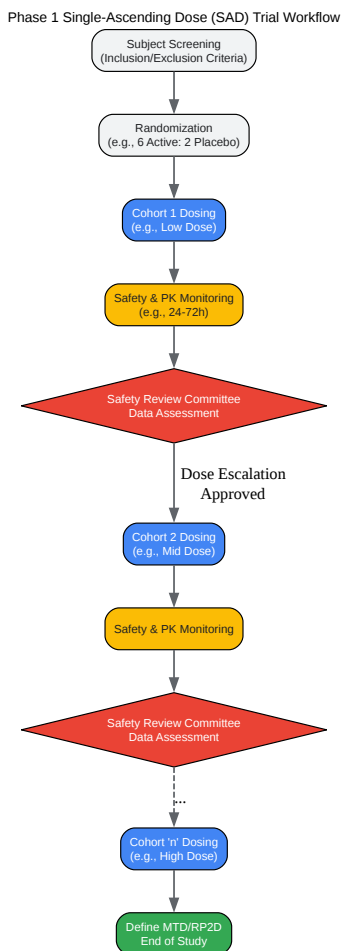 Phase 1 Single-Ascending Dose (SAD) Trial Workflow
Subject Screening
(Inclusion/Exclusion Criteria)
Randomization
(e.g., 6 Active: 2 Placebo)
Cohort 1 Dosing
(e.g., Low Dose)
Safety & PK Monitoring
(e.g., 24-72h)
Safety Review Committee
Data Assessment
Dose Escalation
Approved
Cohort 2 Dosing
(e.g., Mid Dose)
Safety & PK Monitoring
Safety Review Committee
Data Assessment
...
Cohort 'n' Dosing
(e.g., High Dose)
Define MTD/RP2D
End of Study